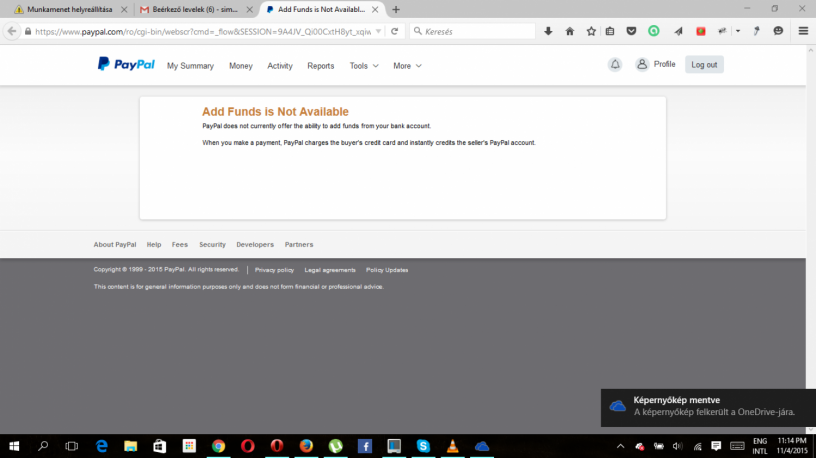 Munkamenet helyreállítása
Beérkező levelek (6) - sim...
Add Funds is Not Availabl...
https://www.paypal.com/ro/cgi-bin/webscr?cmd=_flow&SESSION=9A4JV_Qi00CxtH8yt_xqiw
Keresés
PayPal
My Summary
Money
Activity
Reports
Tools
More
Profile
Log out
Add Funds is Not Available
PayPal does not currently offer the ability to add funds from your bank account.
When you make a payment, PayPal charges the buyer's credit card and instantly credits the seller's PayPal account.
About PayPal
Help
Fees
Security
Developers
Partners
Copyright © 1999 - 2015 PayPal. All rights reserved.
Privacy policy
Legal agreements
Policy Updates
This content is for general information purposes only and does not form financial or professional advice.
Képernyőkép mentve
A képernyőkép felkerült a OneDrive-jára.
ENG
11:14 PM
INTL
11/4/2015